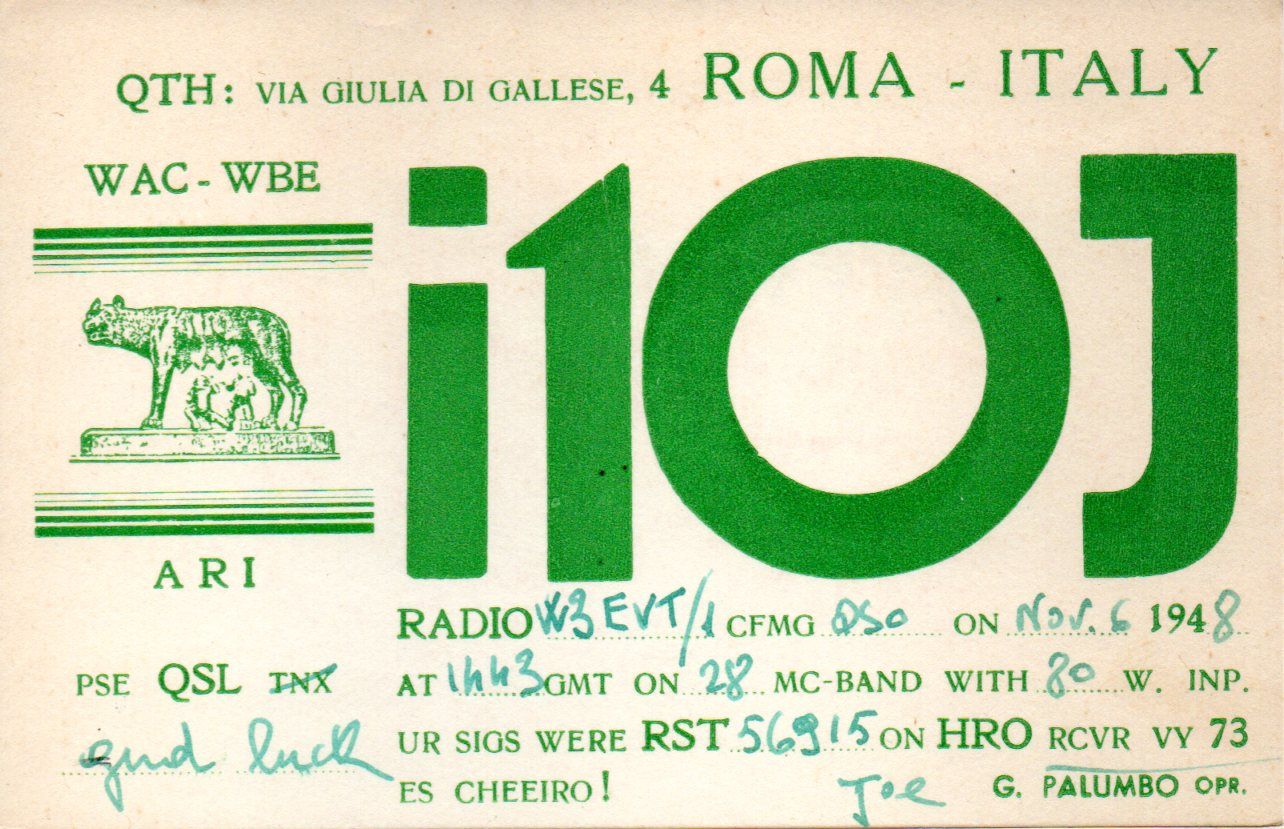 QTH: VIA GIULIA DI GALLESE, 4 ROMA - ITALY
WAC - WBE
i1OJ
ARI
RADIO W3EVT/1 CFMG QSO ON Nov. 6 1948
PSE QSL TNX
AT 1443 GMT ON 28 MC-BAND WITH 80 W. INP.
gud luck
UR SIGS WERE RST 56915 ON HRO RCVR VY 73
ES CHEEIRO!
Joe
G. PALUMBO OPR.